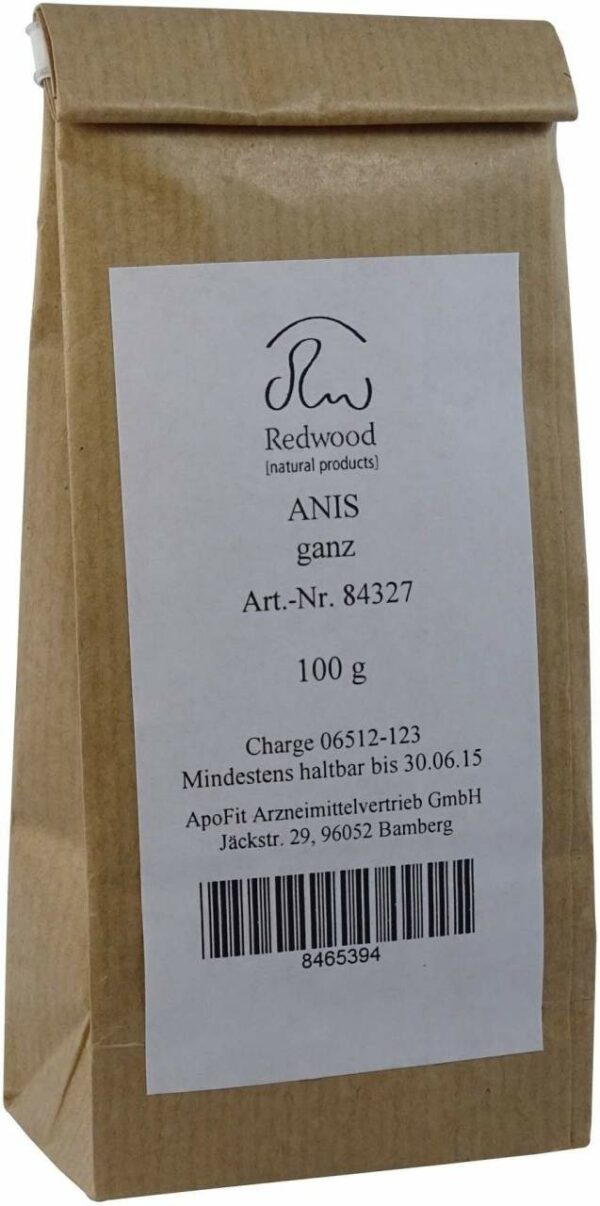 Rw
Redwood
[natural products]
ANIS
ganz
Art.-Nr. 84327
100 g
Charge 06512-123
Mindestens haltbar bis 30.06.15
ApoFit Arzneimittelvertrieb GmbH
Jäckstr. 29, 96052 Bamberg
8465394